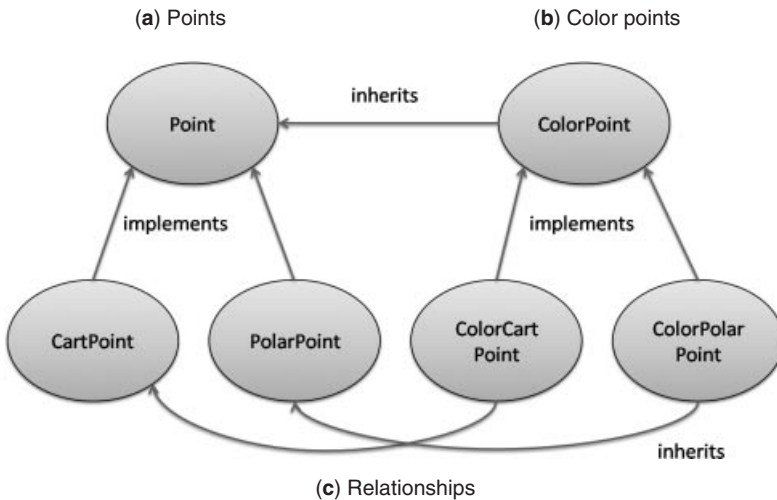 (a) Points
(b) Color points
inherits
Point
ColorPoint
implements
implements
CartPoint
PolarPoint
ColorCart
Point
ColorPolar
Point
inherits
(c) Relationships